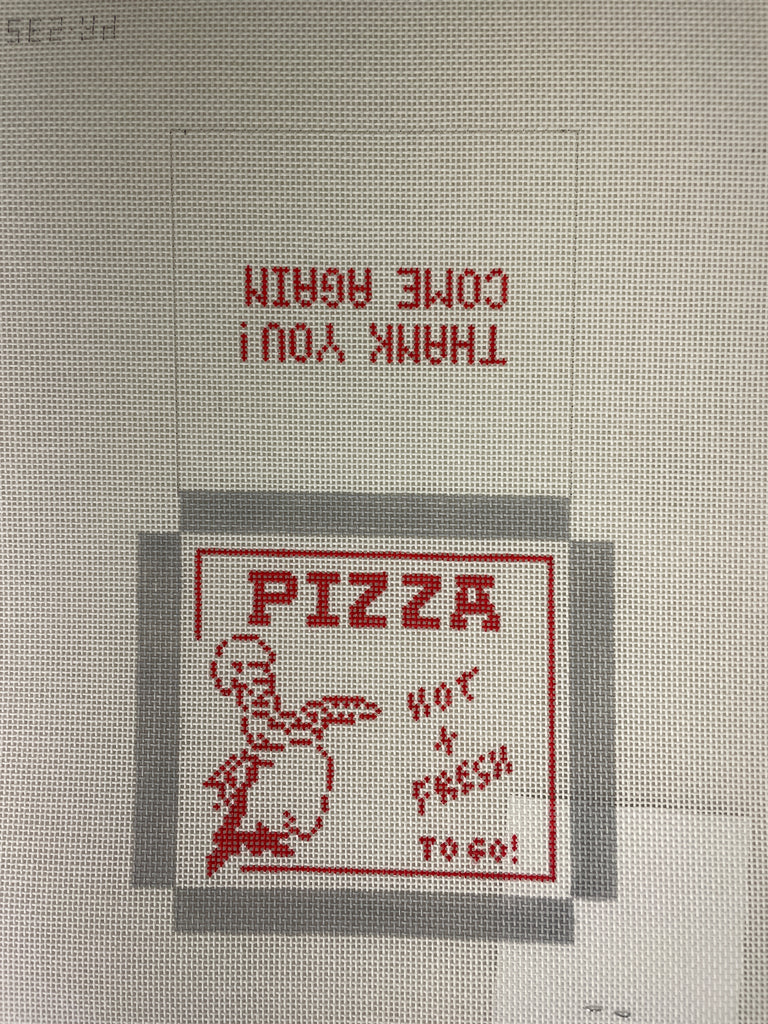 THANK YOU!
COME AGAIN
PIZZA
HOT
+
FRESH
TO GO!